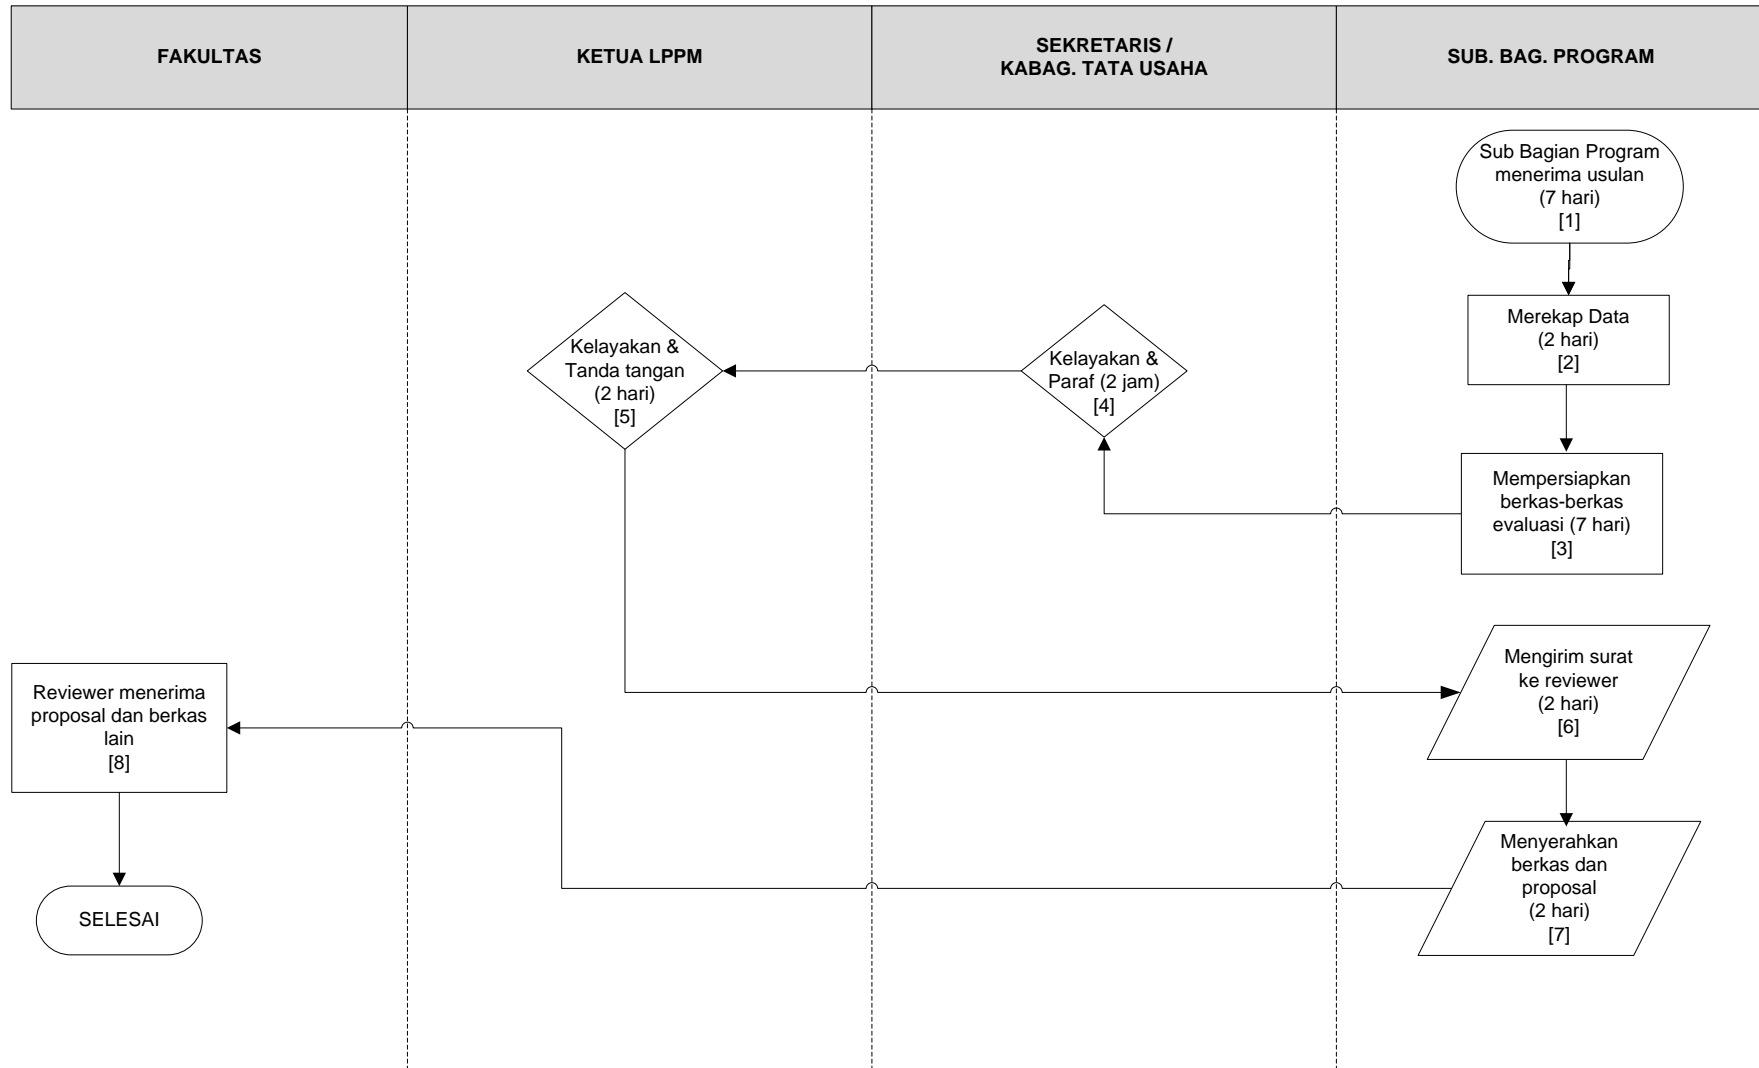 FAKULTAS
KETUA LPPM
SEKRETARIS /
KABAG. TATA USAHA
SUB. BAG. PROGRAM
Sub Bagian Program
menerima usulan
(7 hari)
[1]
Merekap Data
(2 hari)
[2]
Mempersiapkan
berkas-berkas
evaluasi (7 hari)
[3]
Kelayakan &
Paraf (2 jam)
[4]
Kelayakan &
Tanda tangan
(2 hari)
[5]
Mengirim surat
ke reviewer
(2 hari)
[6]
Menyerahkan
berkas dan
proposal
(2 hari)
[7]
Reviewer menerima
proposal dan berkas
lain
[8]
SELESAI